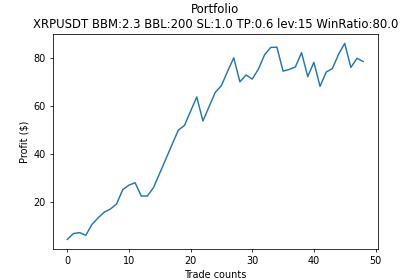 Portfolio
XRPUSDT BBM:2.3 BBL:200 SL:1.0 TP:0.6 lev:15 WinRatio:80.0
80
60
40
20
Profit ($)
0 10 20 30 40 50
Trade counts